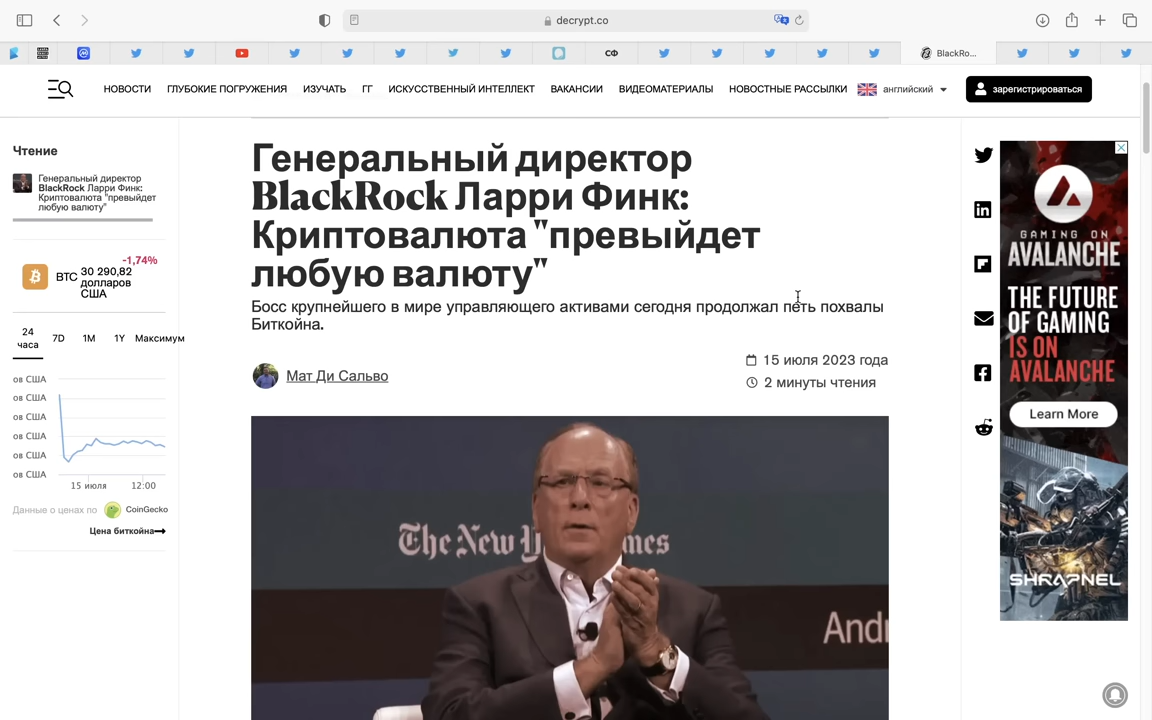 decrypt.co
СФ
BlackRo...
НОВОСТИ ГЛУБОКИЕ ПОГРУЖЕНИЯ ИЗУЧАТЬ ГГ ИСКУССТВЕННЫЙ ИНТЕЛЛЕКТ ВАКАНСИИ ВИДЕОМАТЕРИАЛЫ НОВОСТНЫЕ РАССЫЛКИ английский зарегистрироваться
Чтение
Генеральный директор
BlackRock Ларри Финк:
Криптовалюта "превыйдет
любую валюту"
-1,74%
BTC 30 290,82
долларов
США
24
часа
7D 1M 1Y Максимум
ов США
ов США
ов США
ов США
ов США
ов США
15 июля 12:00
Данные о ценах по CoinGecko
Цена биткойна
Генеральный директор
BlackRock Ларри Финк:
Криптовалюта "превыйдет
любую валюту"
Босс крупнейшего в мире управляющего активами сегодня продолжал петь похвалы
Биткойна.
Мат Ди Сальво
15 июля 2023 года
2 минуты чтения
The New Y mes
And
GAMING ON
AVALANCHE
THE FUTURE
OF GAMING
IS ON
AVALANCHE
Learn More
SHRAPNEL